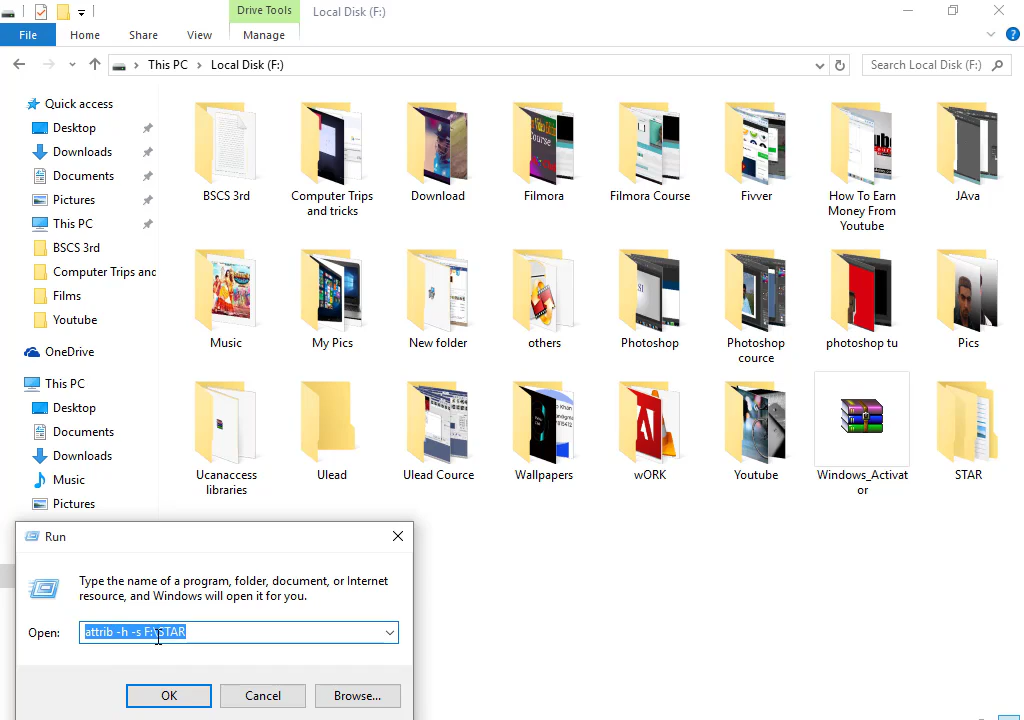 Drive Tools
Local Disk (F:)
File
Home
Share
View
Manage
This PC
Local Disk (F:)
Search Local Disk (F:)
Quick access
Desktop
Downloads
Documents
Pictures
This PC
BSCS 3rd
Computer Trips and
Films
Youtube
OneDrive
This PC
Desktop
Documents
Downloads
Music
Pictures
BSCS 3rd
Computer Trips
and tricks
Download
Filmora
Filmora Course
Fivver
How To Earn
Money From
Youtube
JAva
Music
My Pics
New folder
others
Photoshop
Photoshop
cource
photoshop tu
Pics
Ucanaccess
libraries
Ulead
Ulead Cource
Wallpapers
wORK
Youtube
Windows_Activat
or
STAR
Run
Type the name of a program, folder, document, or Internet
resource, and Windows will open it for you.
Open:
attrib -h -s F:\STAR
OK
Cancel
Browse...